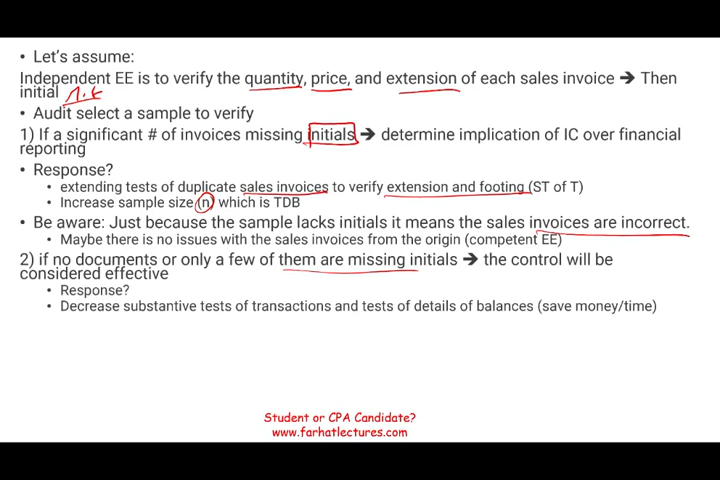 • Let's assume:
Independent EE is to verify the quantity, price, and extension of each sales invoice ➔ Then
initial
• Audit select a sample to verify
1) If a significant # of invoices missing initials ➔ determine implication of IC over financial
reporting
• Response?
• extending tests of duplicate sales invoices to verify extension and footing (ST of T)
• Increase sample size (n) which is TDB
• Be aware: Just because the sample lacks initials it means the sales invoices are incorrect.
• Maybe there is no issues with the sales invoices from the origin (competent EE)
2) if no documents or only a few of them are missing initials ➔ the control will be
considered effective
• Response?
• Decrease substantive tests of transactions and tests of details of balances (save money/time)
Student or CPA Candidate?
www.farhatlectures.com